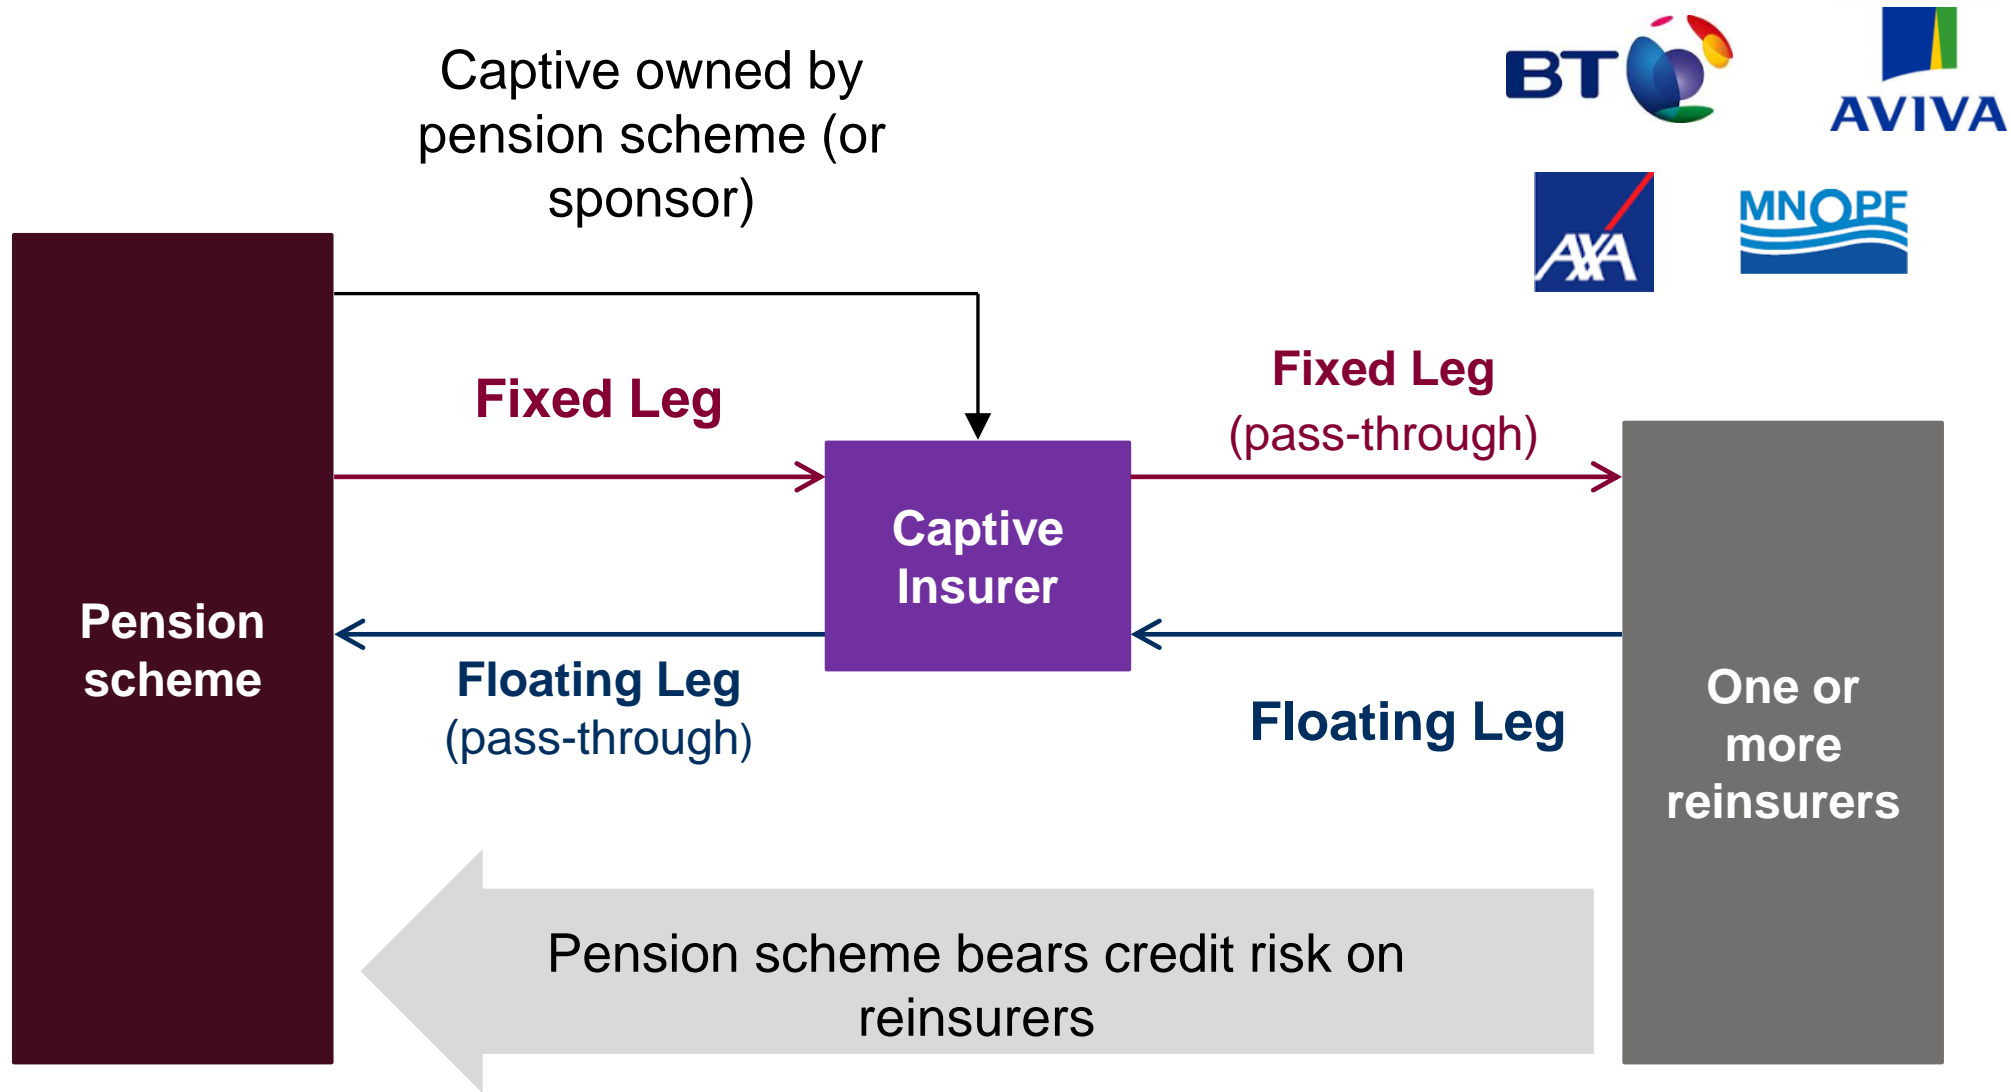 Captive owned by
pension scheme (or
sponsor)
BT
AVIVA
AXA
MNOPF
Fixed Leg
Fixed Leg
(pass-through)
Captive
Insurer
Pension
scheme
Floating Leg
(pass-through)
Floating Leg
One or
more
reinsurers
Pension scheme bears credit risk on
reinsurers